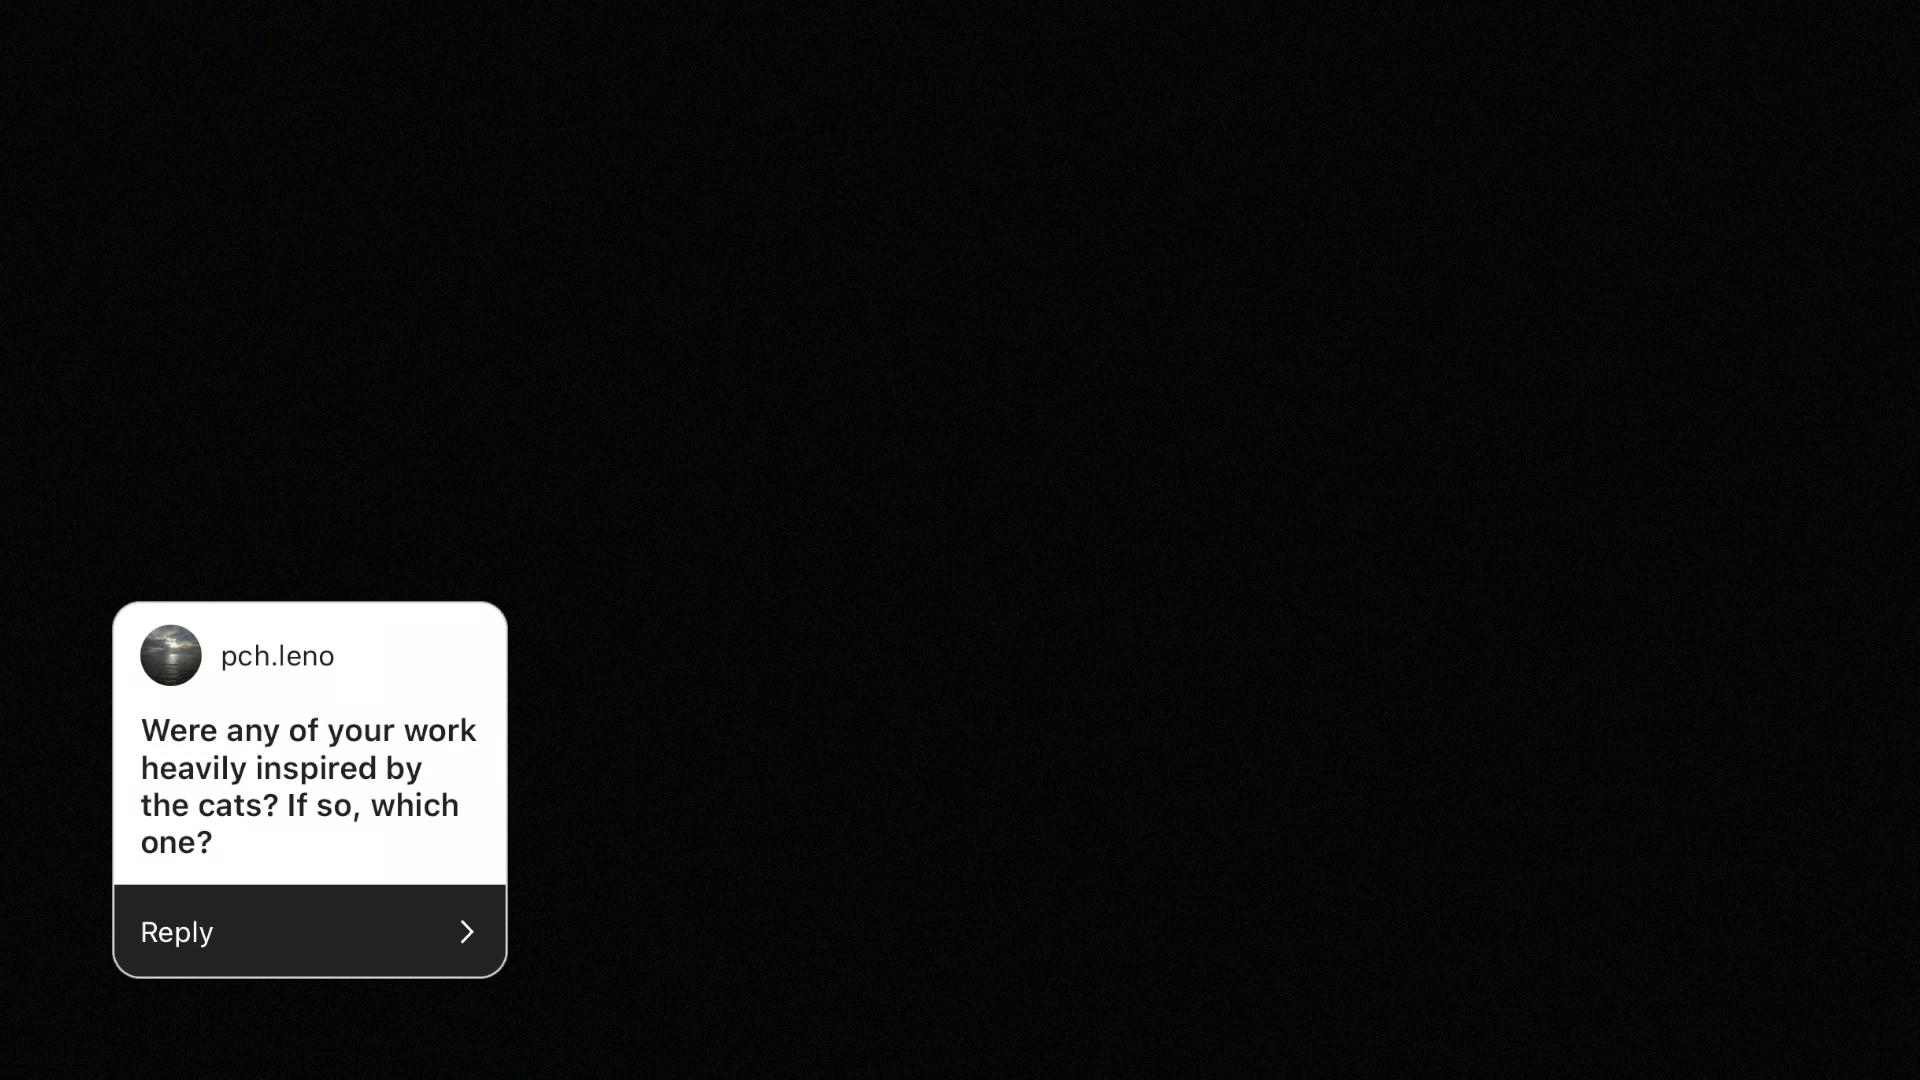 pch.leno
Were any of your work
heavily inspired by
the cats? If so, which
one?
Reply